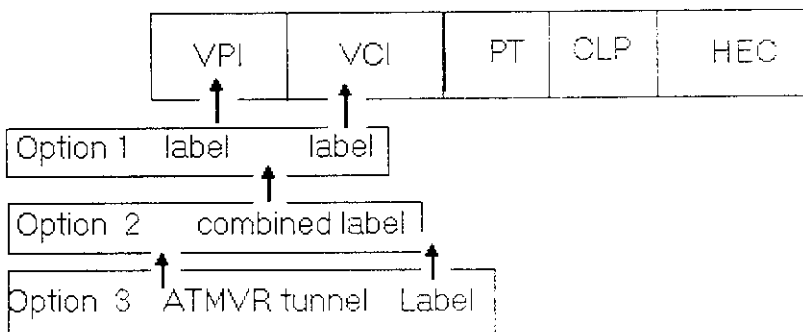 VPI VCI PT CLP HEC
Option 1 label label
Option 2 combined label
Option 3 ATMVR tunnel Label